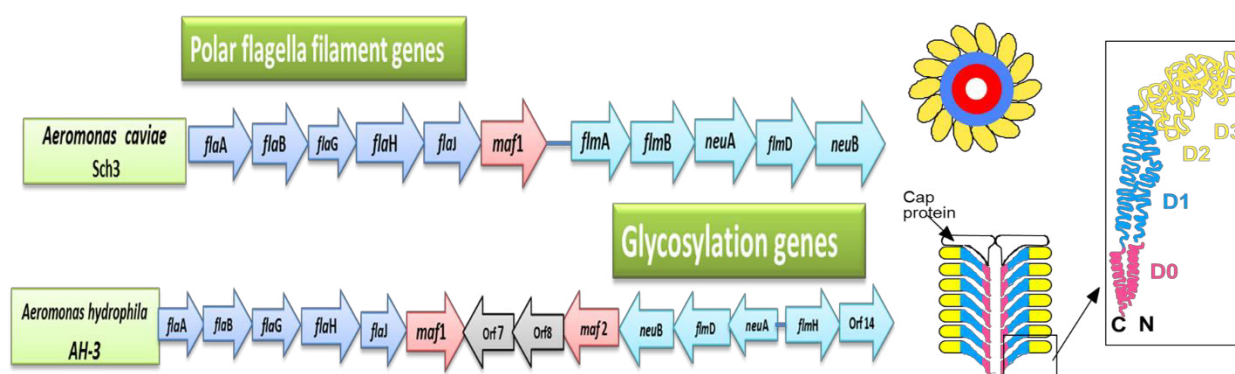 Polar flagella filament genes
Aeromonas caviae
Sch3
flaA flaB flaG flaH flaJ maf1 flmA flmB neuA flmD neuB
Glycosylation genes
Aeromonas hydrophila
AH-3
flaA flaB flaG flaH flaJ maf1 Orf 7 Orf8 maf 2 neuB flmD neuA flmH Orf 14
Cap
protein
D3
D2
D1
D0
C N